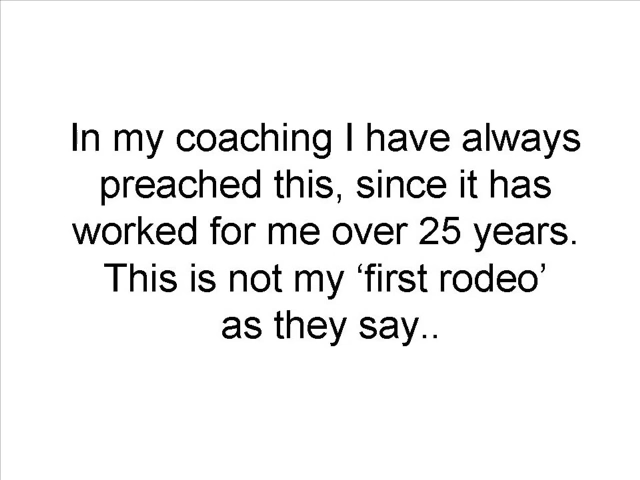 In my coaching I have always
preached this, since it has
worked for me over 25 years.
This is not my ‘first rodeo’
as they say..